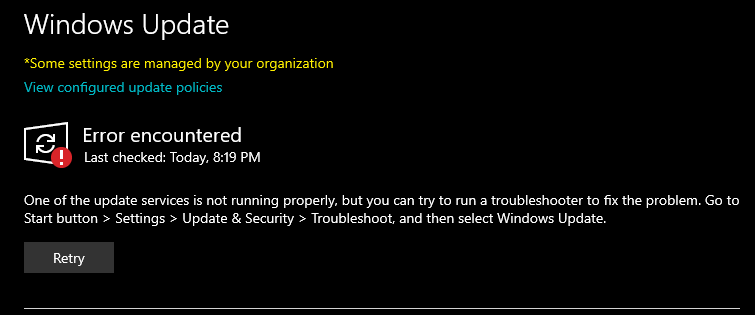 Windows Update
*Some settings are managed by your organization
View configured update policies
Error encountered
Last checked: Today, 8:19 PM
One of the update services is not running properly, but you can try to run a troubleshooter to fix the problem. Go to
Start button > Settings > Update & Security > Troubleshoot, and then select Windows Update.
Retry